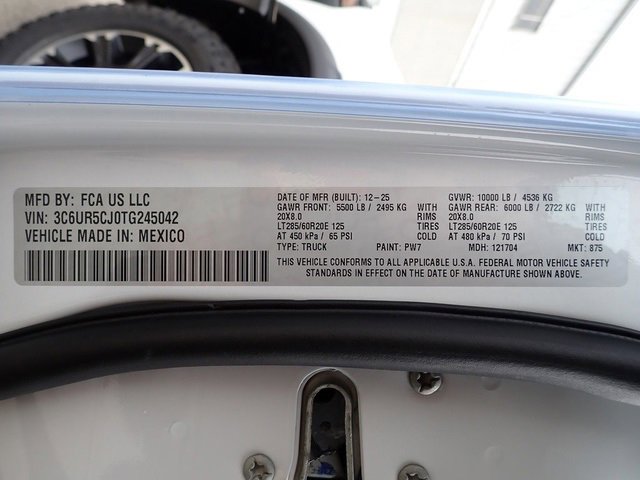 MFD BY: FCA US LLC
VIN: 3C6UR5CJ0TG245042
VEHICLE MADE IN: MEXICO
DATE OF MFR (BUILT): 12-25 GVWR: 10000 LB / 4536 KG
GAWR FRONT: 5500 LB / 2495 KG WITH GAWR REAR: 6000 LB / 2722 KG WITH
20X8.0 RIMS 20X8.0 RIMS
LT285/60R20E 125 TIRES LT285/60R20E 125 TIRES
AT 450 kPa / 65 PSI COLD AT 480 kPa / 70 PSI COLD
TYPE: TRUCK PAINT: PW7 MDH: 121704 MKT: 875
THIS VEHICLE CONFORMS TO ALL APPLICABLE U.S.A. FEDERAL MOTOR VEHICLE SAFETY
STANDARDS IN EFFECT ON THE DATE OF MANUFACTURE SHOWN ABOVE.